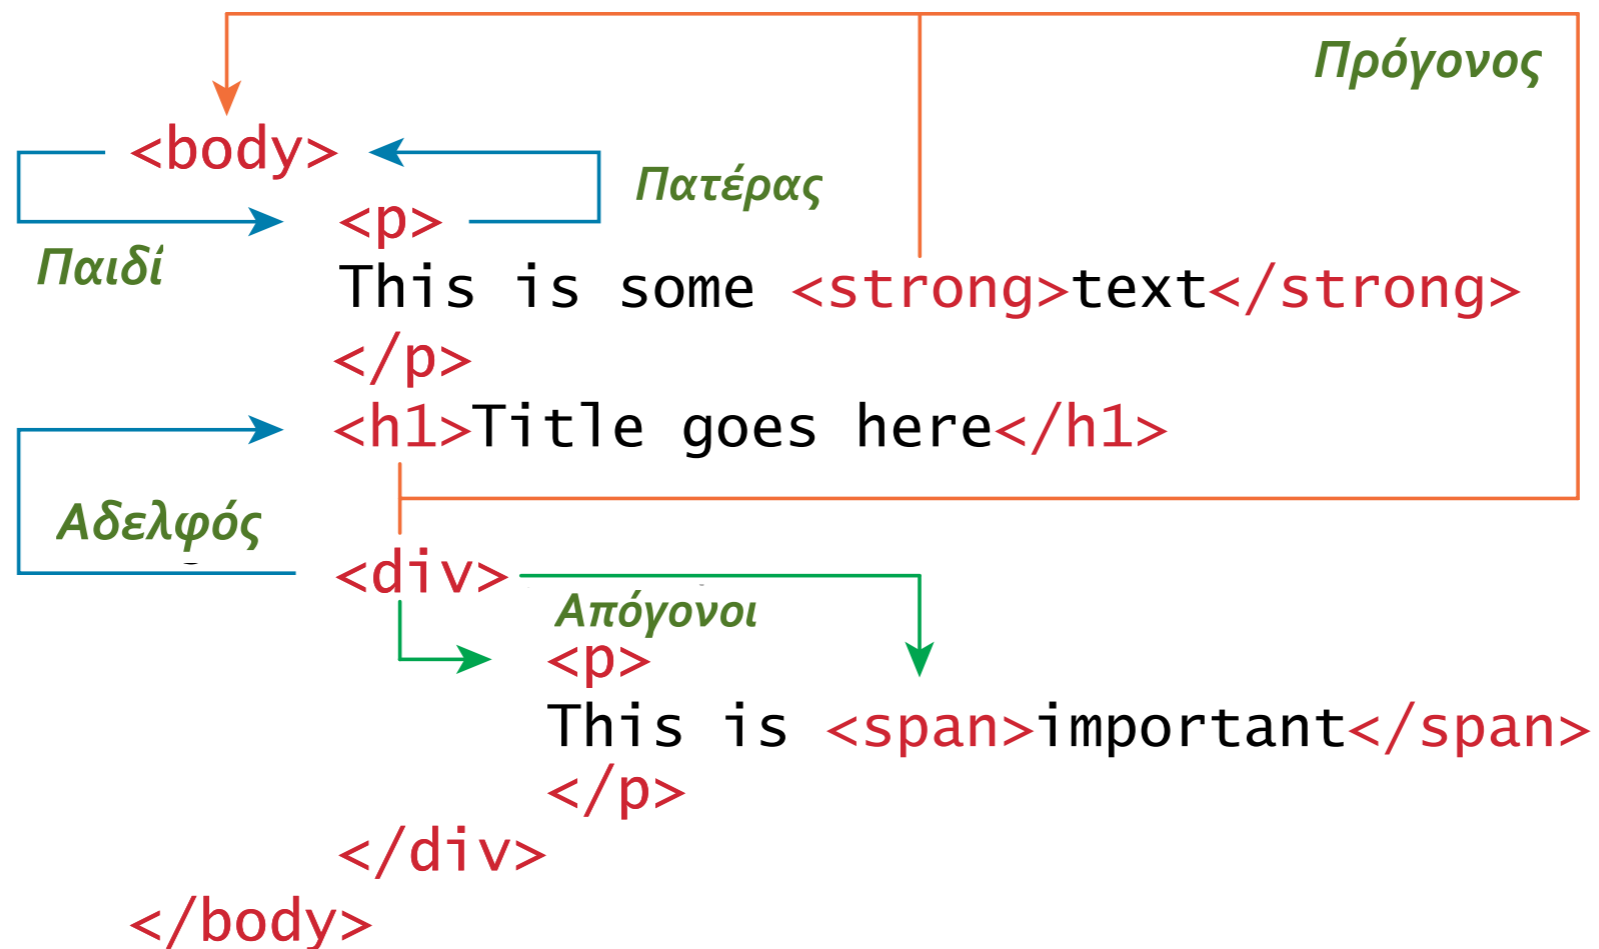 Πρόγονος
<body>
Πατέρας
<p>
Παιδί
This is some <strong>text</strong>
</p>
<h1>Title goes here</h1>
Αδελφός
<div>
Απόγονοι
<p>
This is <span>important</span>
</p>
</div>
</body>